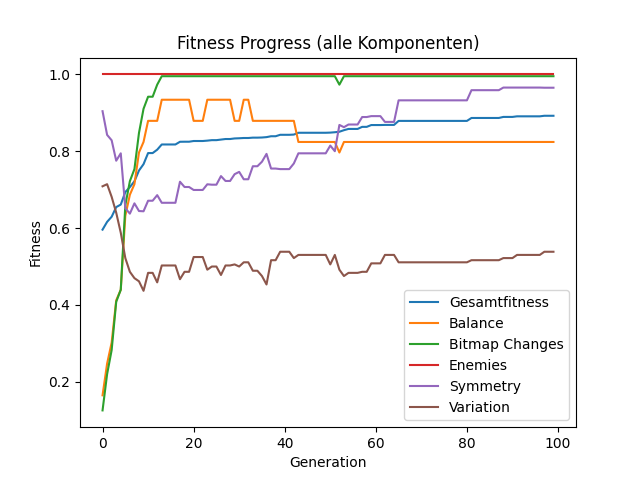 Fitness Progress (alle Komponenten)
1.0
0.8
0.6
0.4
0.2
Fitness
Gesamtfitness
Balance
Bitmap Changes
Enemies
Symmetry
Variation
0 20 40 60 80 100
Generation